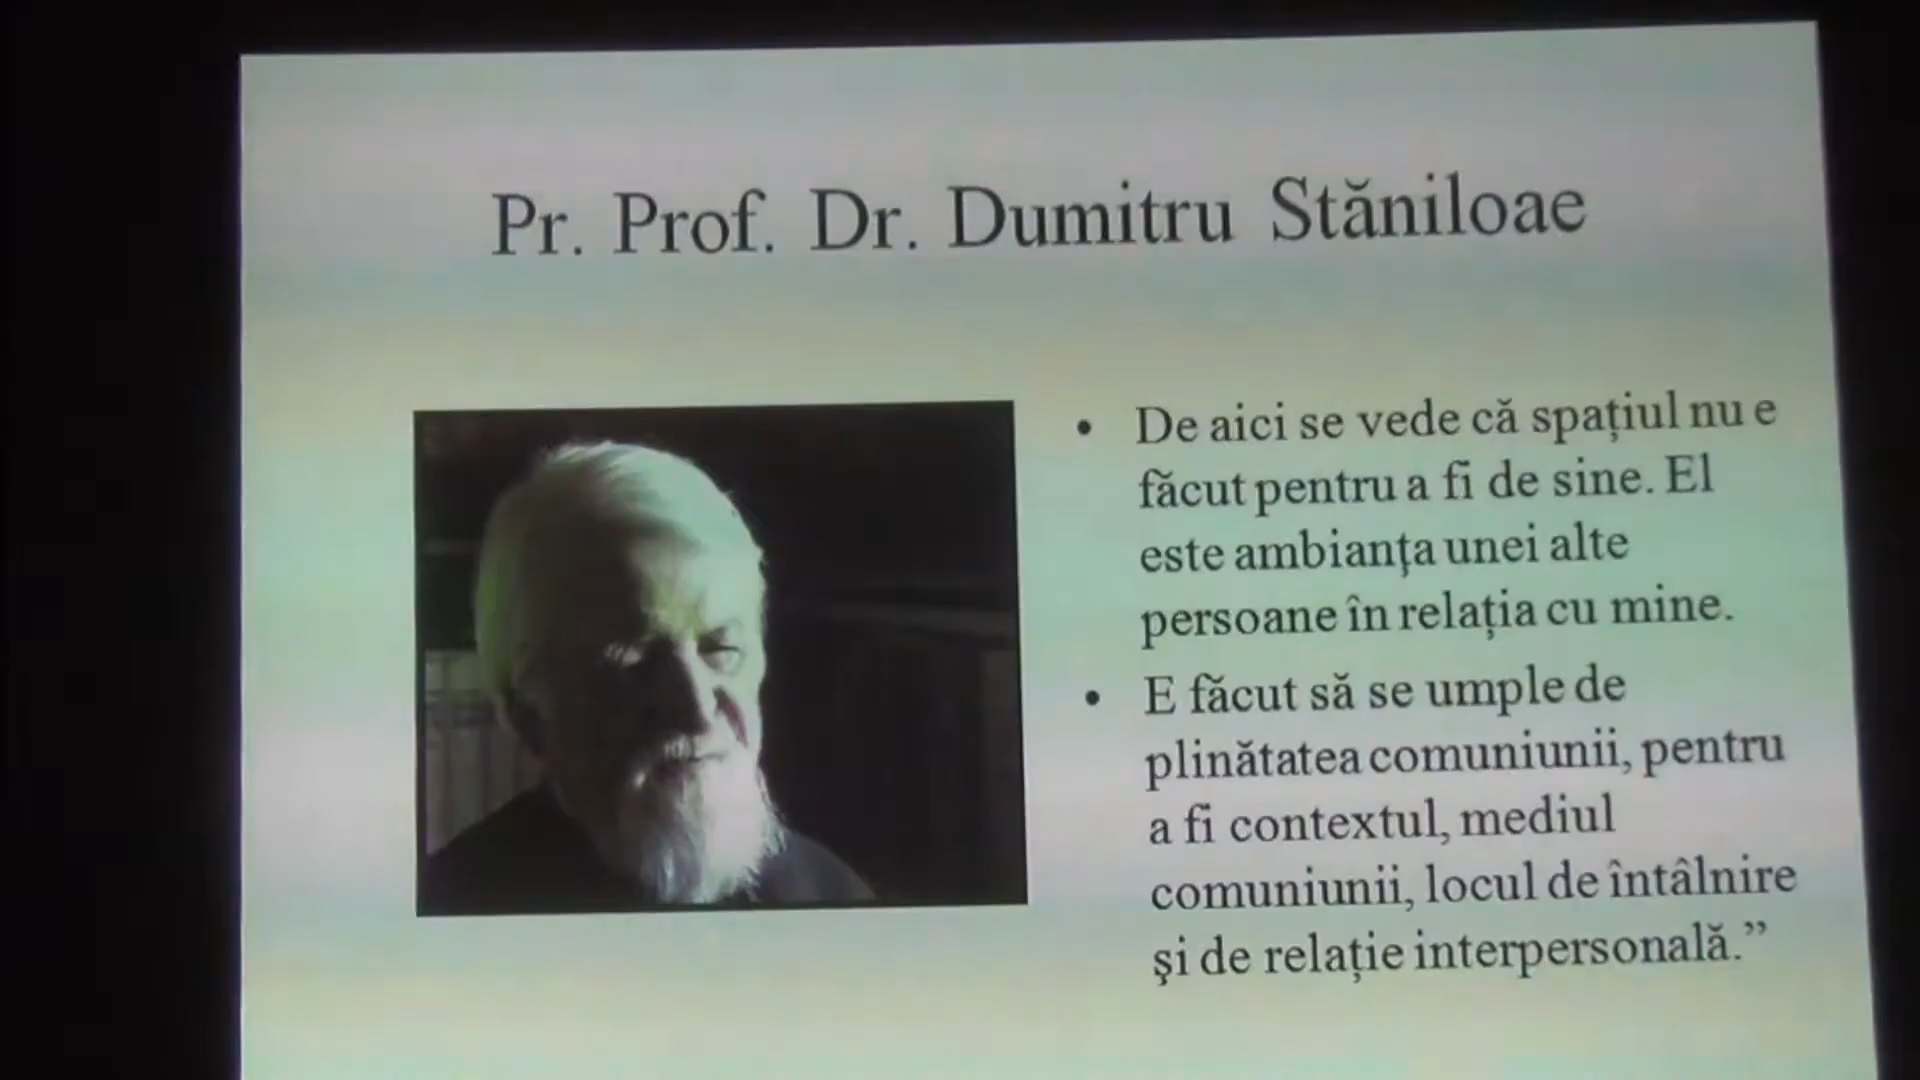 Pr. Prof. Dr. Dumitru Stăniloae
• De aici se vede că spațiul nu e
făcut pentru a fi de sine. El
este ambianţa unei alte
persoane în relația cu mine.
• E făcut să se umple de
plinătatea comuniunii, pentru
a fi contextul, mediul
comuniunii, locul de întâlnire
şi de relație interpersonală.”